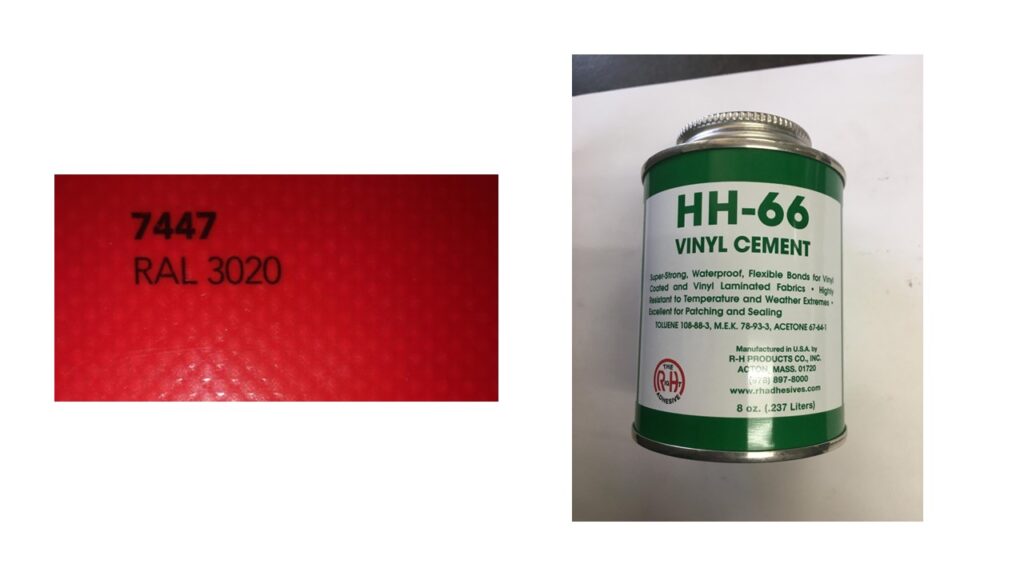 7447
RAL 3020
HH-66
VINYL CEMENT
Super-Strong, Waterproof, Flexible Bonds for Vinyl
Coated and Vinyl Laminated Fabrics • Highly
Resistant to Temperature and Weather Extremes •
Excellent for Patching and Sealing
TOLUENE 108-88-3, M.E.K. 78-93-3, ACETONE 67-64-1
Manufactured in U.S.A. by
R-H PRODUCTS CO., INC.
ACTON, MASS. 01720
(978) 897-8000
www.rhadhesives.com
8 oz. (.237 Liters)
THE
RIGHT
ADHESIVE